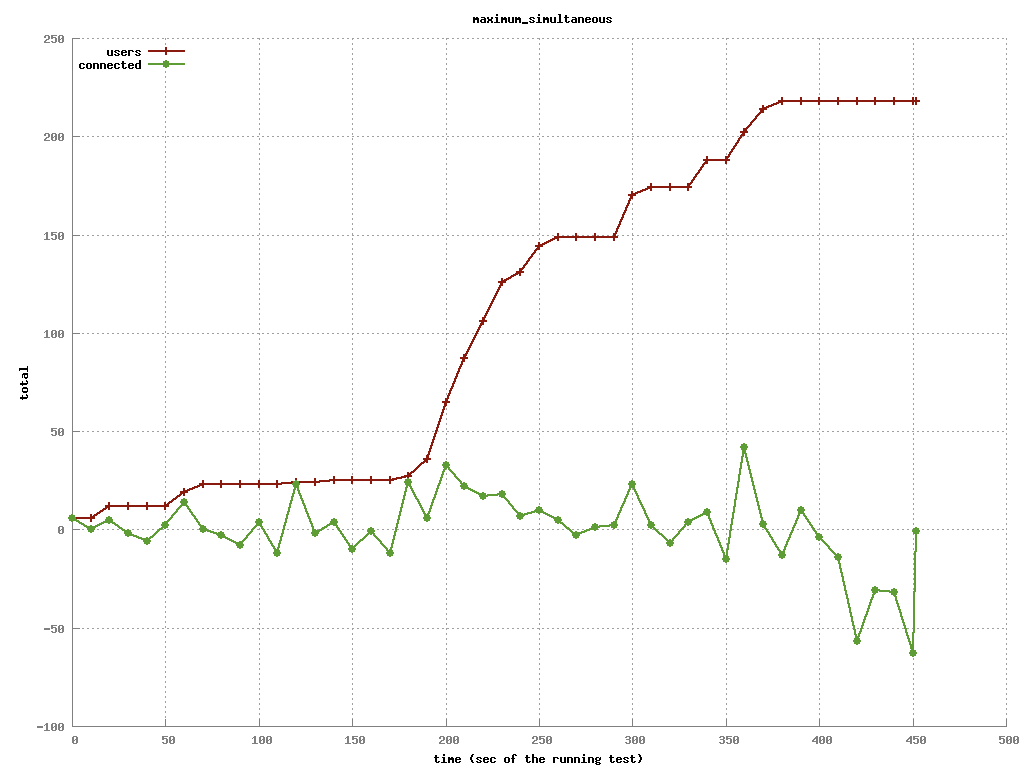 maximum_simultaneous
250
users
connected
200
150
100
total
50
0
-50
-100
0 50 100 150 200 250 300 350 400 450 500
time (sec of the running test)